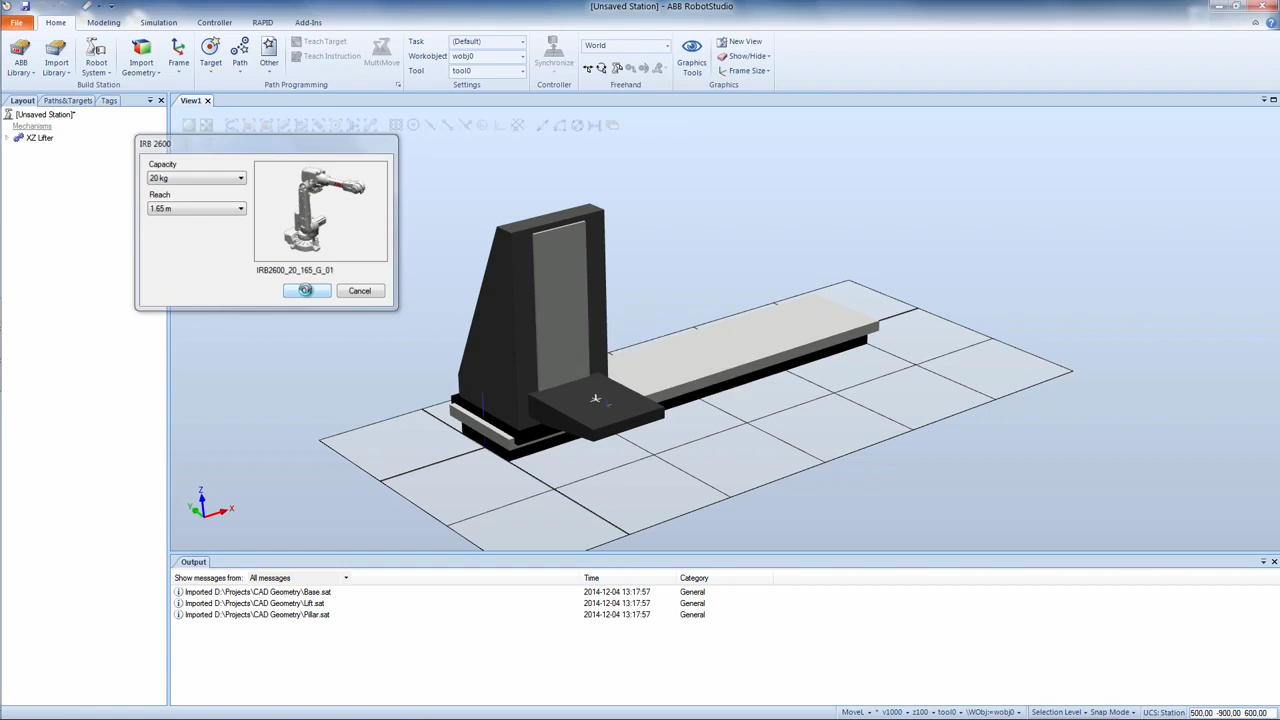 [Unsaved Station] - ABB RobotStudio
File Home Modeling Simulation Controller RAPID Add-Ins
ABB Library Import Library Robot System Import Geometry Frame Target Path Other Teach Target Teach Instruction MultiMove
Build Station Path Programming
Task (Default)
Workobject wobj0
Tool tool0
Settings
Synchronize
Controller
World
Freehand
Graphics Tools
New View
Show/Hide
Frame Size
Graphics
Layout Paths&Targets Tags
View1
[Unsaved Station]*
Mechanisms
XZ Lifter
IRB 2600
Capacity
20 kg
Reach
1.65 m
IRB2600_20_165_G_01
Cancel
Z
Y X
Output
Show messages from: All messages Time Category
Imported D:\Projects\CAD Geometry\Base.sat 2014-12-04 13:17:57 General
Imported D:\Projects\CAD Geometry\Lift.sat 2014-12-04 13:17:57 General
Imported D:\Projects\CAD Geometry\Pillar.sat 2014-12-04 13:17:57 General
MoveL * v1000 z100 tool0 \WObj:=wobj0 Selection Level Snap Mode UCS: Station 500,00 -900,00 600,00